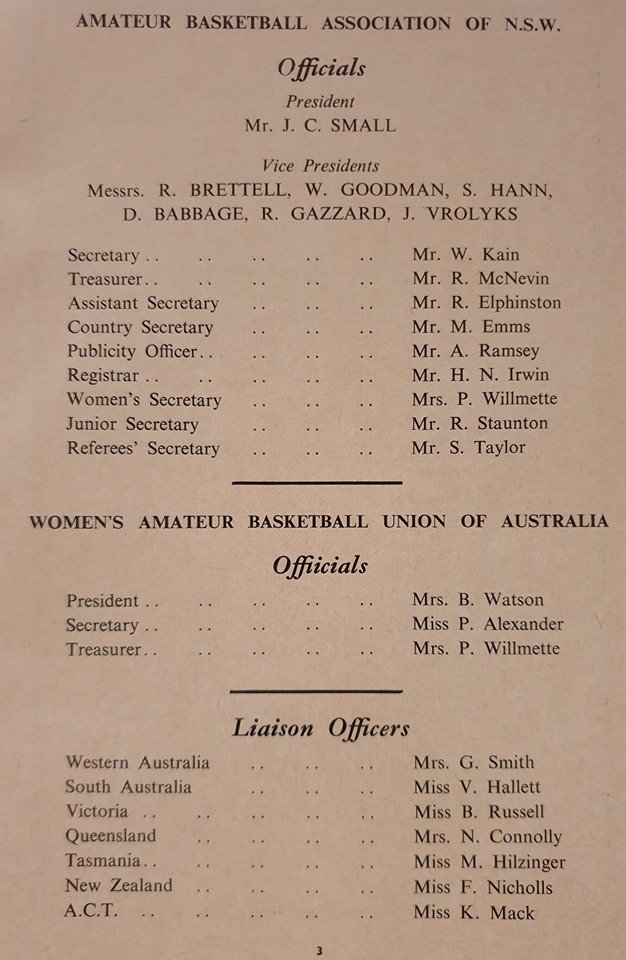 AMATEUR BASKETBALL ASSOCIATION OF N.S.W.
Officials
President
Mr. J. C. SMALL
Vice Presidents
Messrs. R. BRETTELL, W. GOODMAN, S. HANN,
D. BABBAGE, R. GAZZARD, J. VROLYKS
Secretary .. .. .. .. .. Mr. W. Kain
Treasurer .. .. .. .. .. Mr. R. McNevin
Assistant Secretary .. .. .. Mr. R. Elphinston
Country Secretary .. .. .. Mr. M. Emms
Publicity Officer .. .. .. .. Mr. A. Ramsey
Registrar .. .. .. .. .. Mr. H. N. Irwin
Women's Secretary .. .. .. Mrs. P. Willmette
Junior Secretary .. .. .. Mr. R. Staunton
Referees' Secretary .. .. .. Mr. S. Taylor
WOMEN'S AMATEUR BASKETBALL UNION OF AUSTRALIA
Offiicials
President .. .. .. .. .. Mrs. B. Watson
Secretary .. .. .. .. .. Miss P. Alexander
Treasurer .. .. .. .. .. Mrs. P. Willmette
Liaison Officers
Western Australia .. .. .. Mrs. G. Smith
South Australia .. .. .. Miss V. Hallett
Victoria .. .. .. .. .. Miss B. Russell
Queensland .. .. .. .. Mrs. N. Connolly
Tasmania .. .. .. .. .. Miss M. Hilzinger
New Zealand .. .. .. .. Miss F. Nicholls
A.C.T. .. .. .. .. .. Miss K. Mack
3